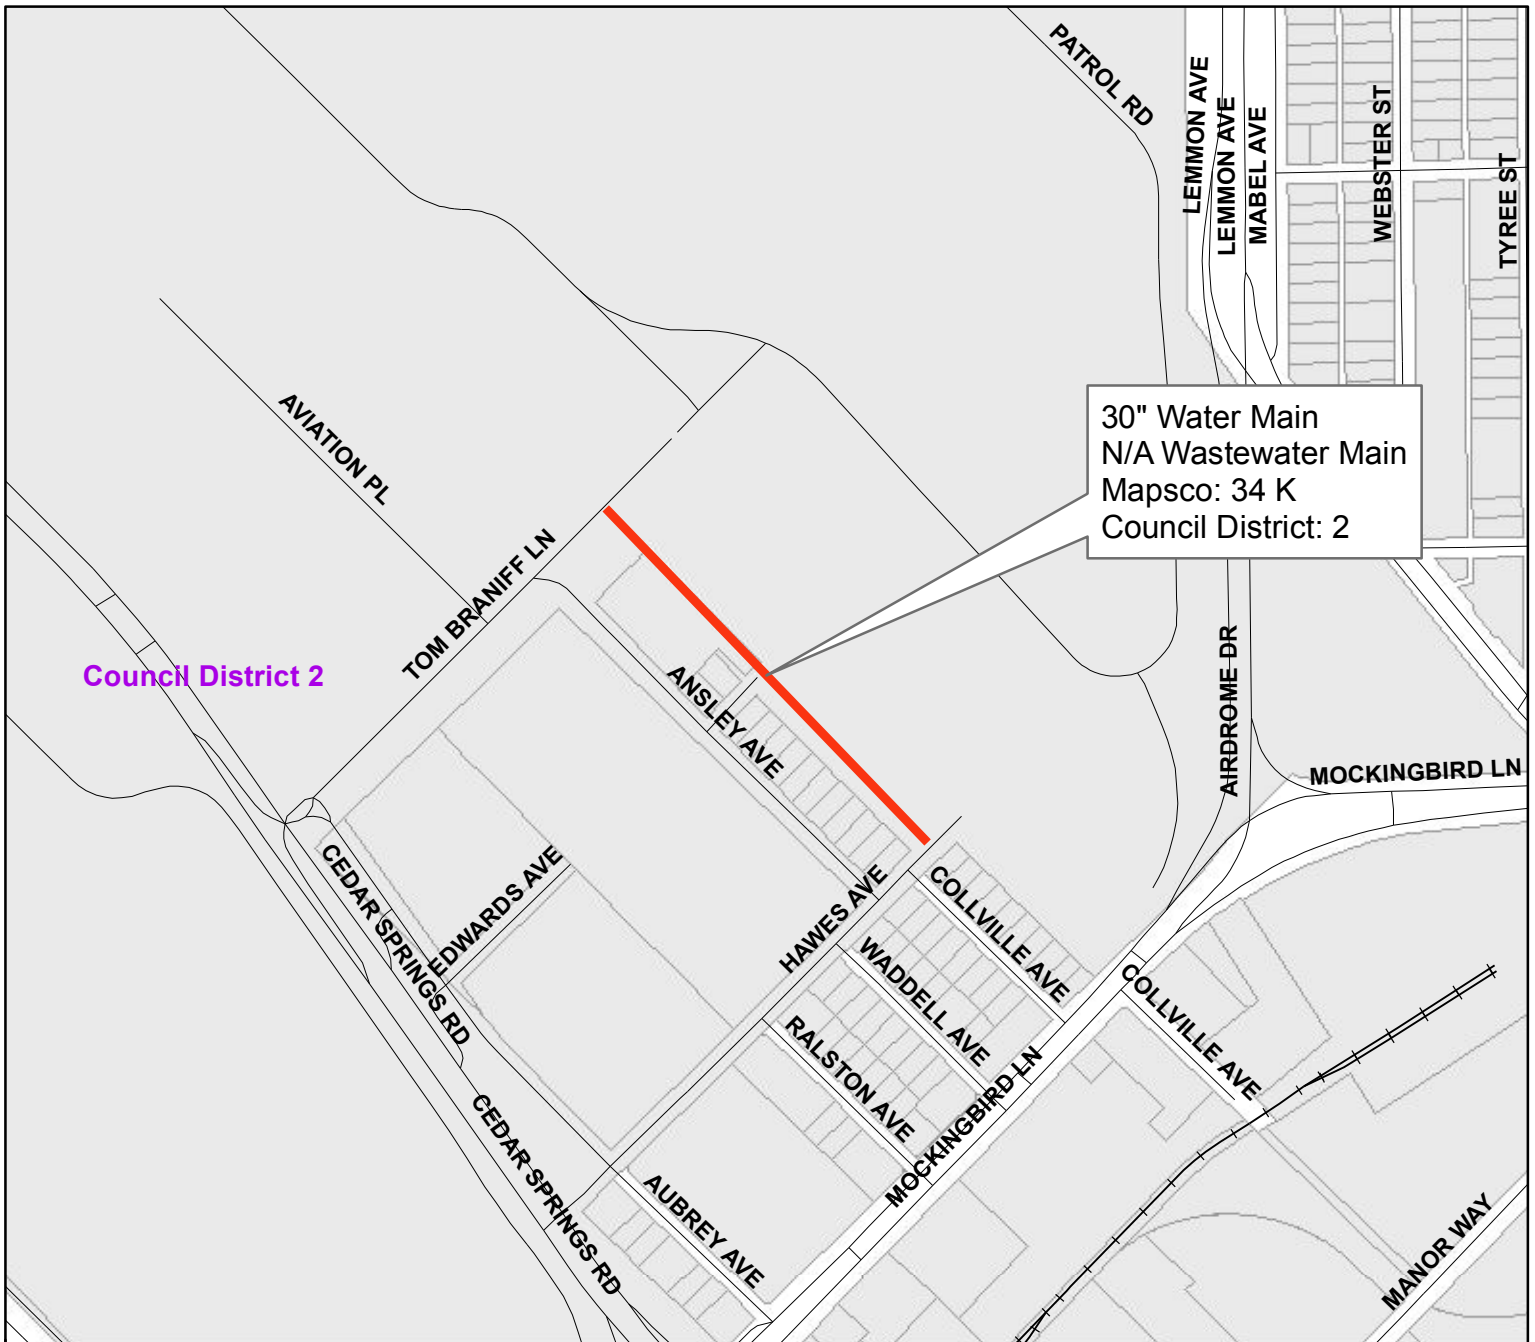 PATROL RD
LEMMON AVE
LEMMON AVE
MABEL AVE
WEBSTER ST
TYREE ST
AVIATION PL
30" Water Main
N/A Wastewater Main
Mapsco: 34 K
Council District: 2
TOM BRANIFF LN
Council District 2
ANSLEY AVE
AIRDROME DR
MOCKINGBIRD LN
CEDAR SPRINGS RD
EDWARDS AVE
HAWES AVE
COLLVILLE AVE
WADDELL AVE
COLLVILLE AVE
RALSTON AVE
MOCKINGBIRD LN
CEDAR SPRINGS RD
AUBREY AVE
MANOR WAY